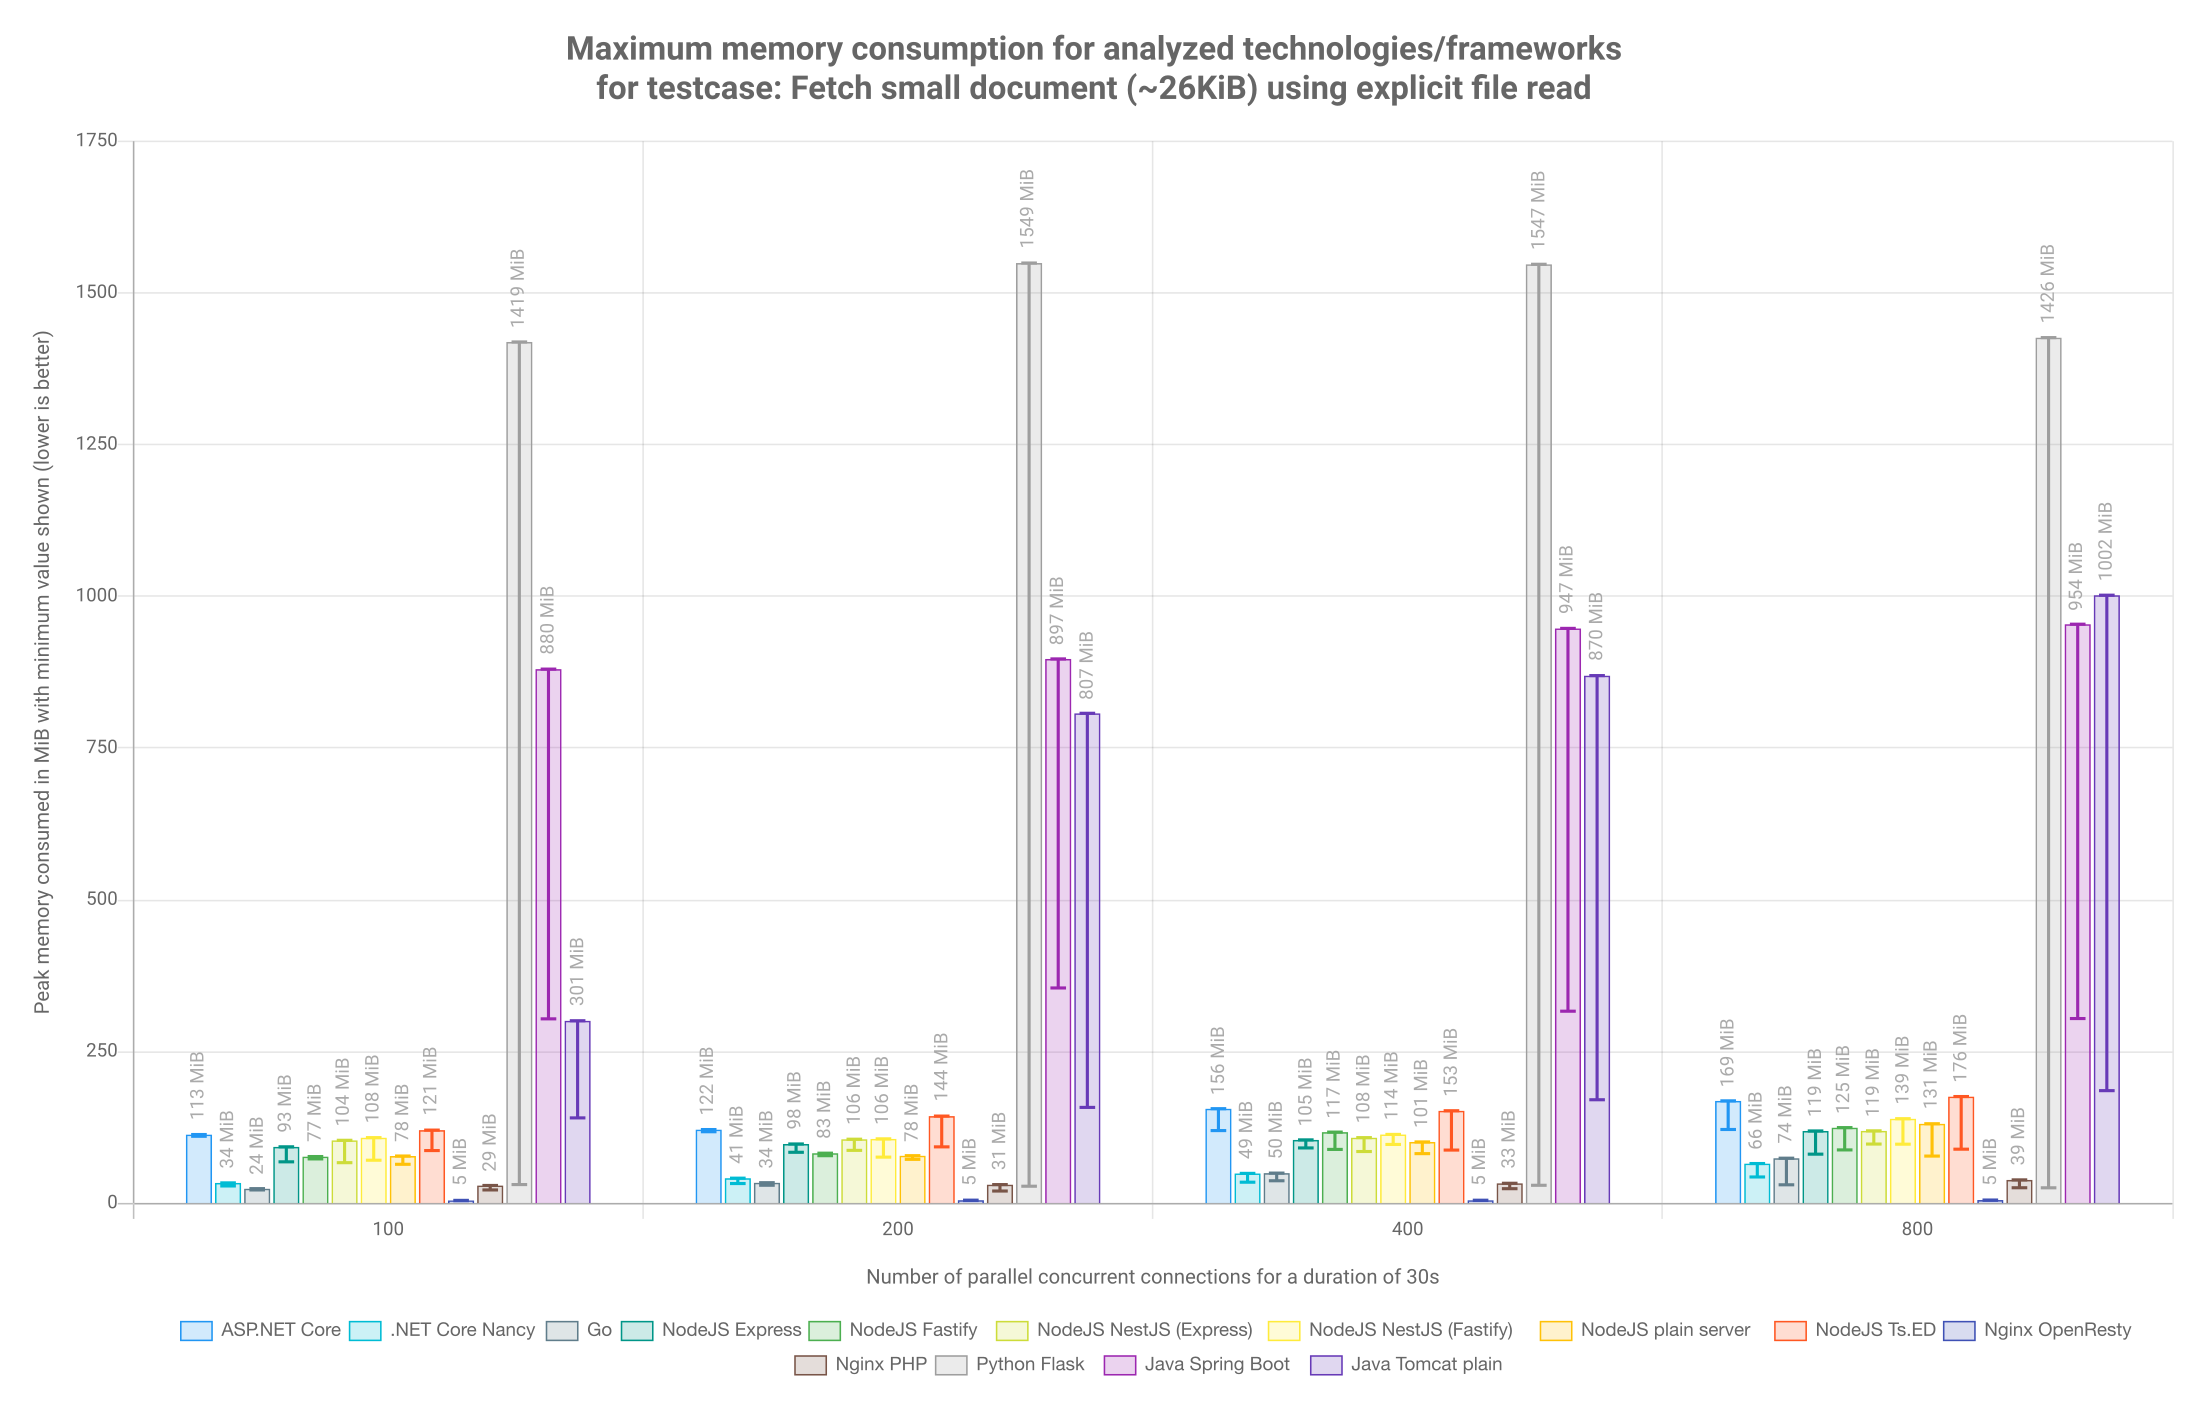 Maximum memory consumption for analyzed technologies/frameworks
for testcase: Fetch small document (~26KiB) using explicit file read
Peak memory consumed in MiB with minimum value shown (lower is better)
1750
1500
1250
1000
750
500
250
0
113 MiB
34 MiB
24 MiB
93 MiB
77 MiB
104 MiB
108 MiB
78 MiB
121 MiB
5 MiB
29 MiB
1419 MiB
880 MiB
301 MiB
122 MiB
41 MiB
34 MiB
98 MiB
83 MiB
106 MiB
106 MiB
78 MiB
144 MiB
5 MiB
31 MiB
1549 MiB
897 MiB
807 MiB
156 MiB
49 MiB
50 MiB
105 MiB
117 MiB
108 MiB
114 MiB
101 MiB
153 MiB
5 MiB
33 MiB
1547 MiB
947 MiB
870 MiB
169 MiB
66 MiB
74 MiB
119 MiB
125 MiB
119 MiB
139 MiB
131 MiB
176 MiB
5 MiB
39 MiB
1426 MiB
954 MiB
1002 MiB
100 200 400 800
Number of parallel concurrent connections for a duration of 30s
ASP.NET Core .NET Core Nancy Go NodeJS Express NodeJS Fastify NodeJS NestJS (Express) NodeJS NestJS (Fastify) NodeJS plain server NodeJS Ts.ED Nginx OpenResty
Nginx PHP Python Flask Java Spring Boot Java Tomcat plain